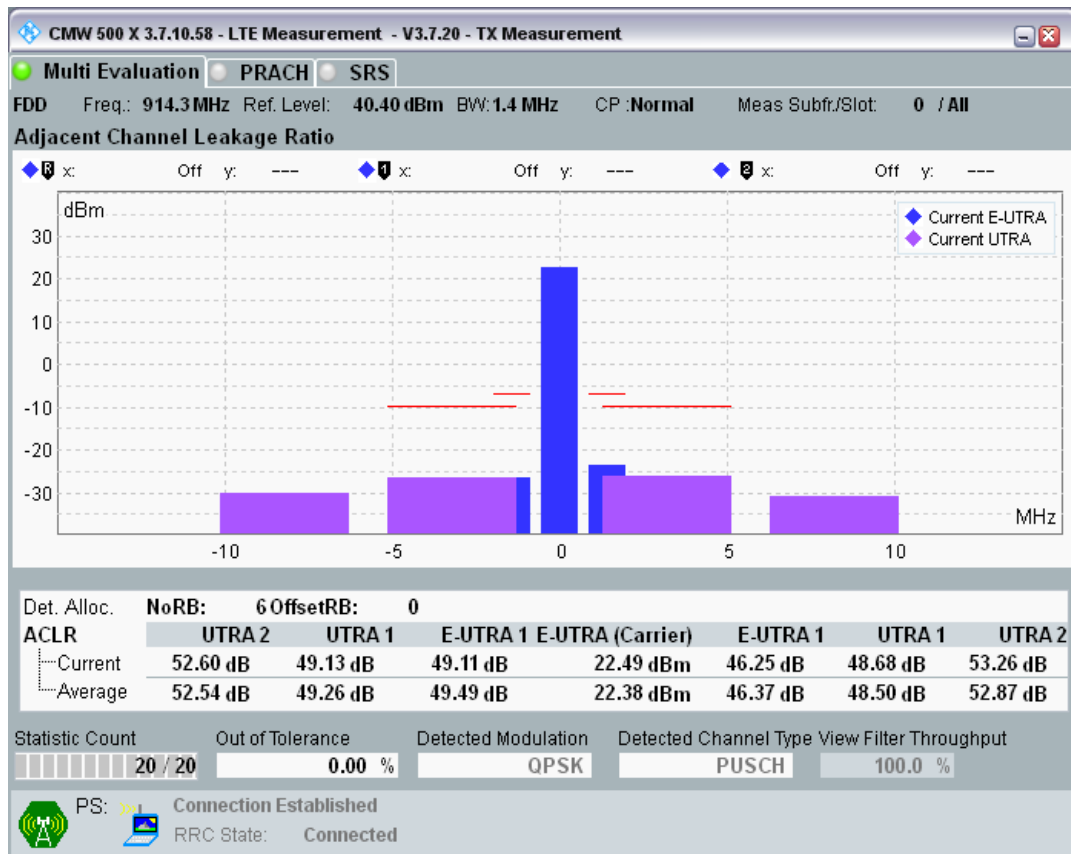 CMW 500 X 3.7.10.58 - LTE Measurement - V3.7.20 - TX Measurement
Multi Evaluation PRACH SRS
FDD Freq.: 914.3 MHz Ref. Level: 40.40 dBm BW: 1.4 MHz CP :Normal Meas Subfr./Slot: 0 / All
Adjacent Channel Leakage Ratio
R x: Off y: --- 1 x: Off y: --- 2 x: Off y: ---
dBm
Current E-UTRA
Current UTRA
30
20
10
0
-10
-20
-30
MHz
-10 -5 0 5 10
Det. Alloc. NoRB: 6 OffsetRB: 0
ACLR UTRA 2 UTRA 1 E-UTRA 1 E-UTRA (Carrier) E-UTRA 1 UTRA 1 UTRA 2
Current 52.60 dB 49.13 dB 49.11 dB 22.49 dBm 46.25 dB 48.68 dB 53.26 dB
Average 52.54 dB 49.26 dB 49.49 dB 22.38 dBm 46.37 dB 48.50 dB 52.87 dB
Statistic Count Out of Tolerance Detected Modulation Detected Channel Type View Filter Throughput
20 / 20 0.00 % QPSK PUSCH 100.0 %
PS: Connection Established
RRC State: Connected